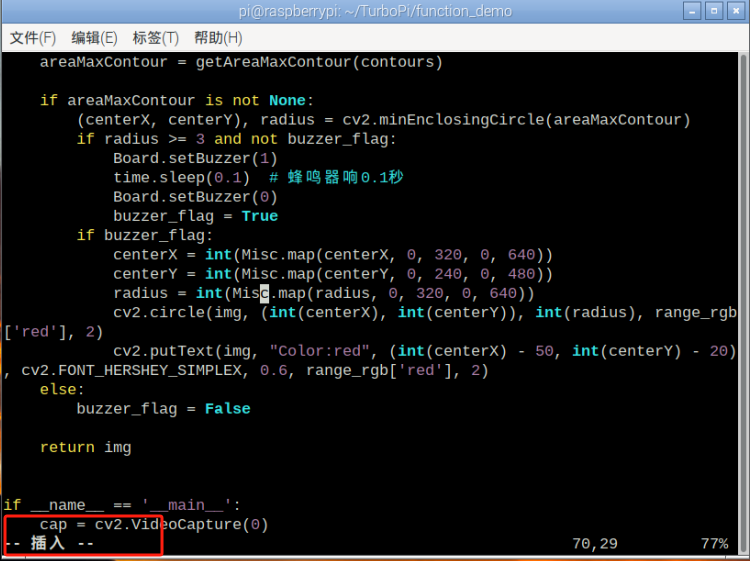 pi@raspberrypi: ~/TurboPi/function_demo
文件(F) 编辑(E) 标签(T) 帮助(H)
    areaMaxContour = getAreaMaxContour(contours)

    if areaMaxContour is not None:
        (centerX, centerY), radius = cv2.minEnclosingCircle(areaMaxContour)
        if radius >= 3 and not buzzer_flag:
            Board.setBuzzer(1)
            time.sleep(0.1)  # 蜂鸣器响0.1秒
            Board.setBuzzer(0)
            buzzer_flag = True
        if buzzer_flag:
            centerX = int(Misc.map(centerX, 0, 320, 0, 640))
            centerY = int(Misc.map(centerY, 0, 240, 0, 480))
            radius = int(Misc.map(radius, 0, 320, 0, 640))
            cv2.circle(img, (int(centerX), int(centerY)), int(radius), range_rgb
['red'], 2)
            cv2.putText(img, "Color:red", (int(centerX) - 50, int(centerY) - 20)
, cv2.FONT_HERSHEY_SIMPLEX, 0.6, range_rgb['red'], 2)
    else:
        buzzer_flag = False

    return img


if __name__ == '__main__':
    cap = cv2.VideoCapture(0)
-- 插入 -- 70,29 77%